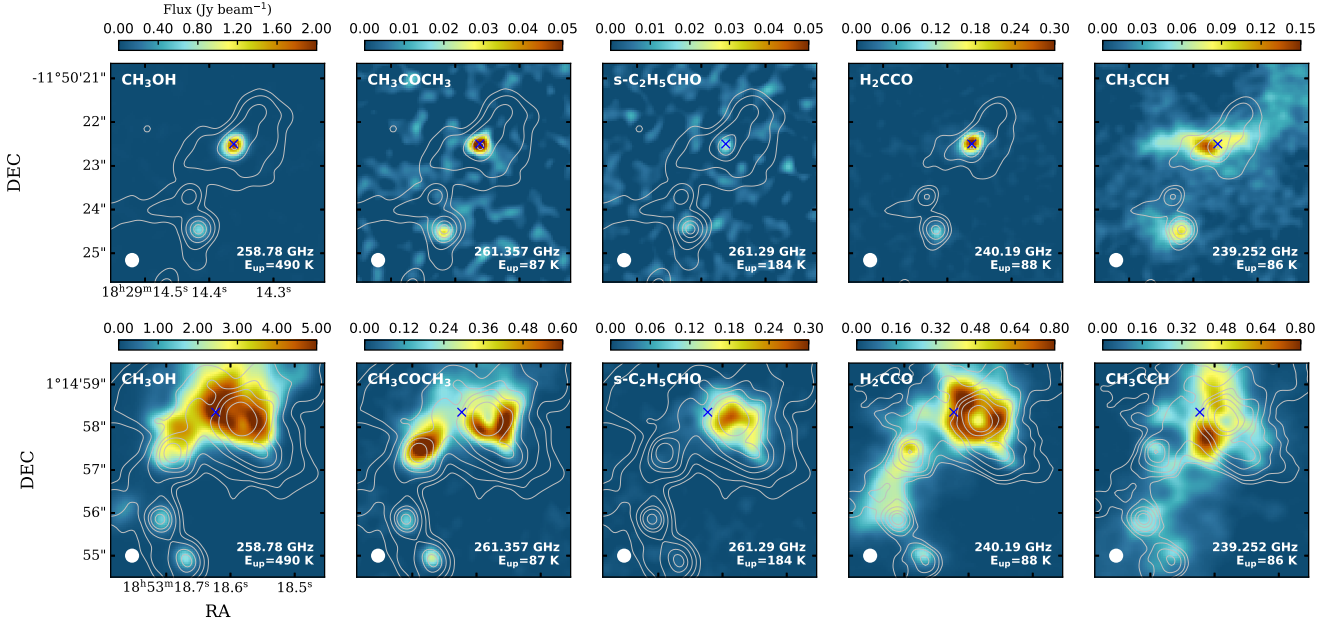 Flux (Jy beam⁻¹)
0.00 0.40 0.80 1.20 1.60 2.00
0.00 0.01 0.02 0.03 0.04 0.05
0.00 0.01 0.02 0.03 0.04 0.05
0.00 0.06 0.12 0.18 0.24 0.30
0.00 0.03 0.06 0.09 0.12 0.15
-11°50'21"
22"
23"
24"
25"
DEC
CH₃OH
258.78 GHz
E_up=490 K
CH₃COCH₃
261.357 GHz
E_up=87 K
s-C₂H₅CHO
261.29 GHz
E_up=184 K
H₂CCO
240.19 GHz
E_up=88 K
CH₃CCH
239.252 GHz
E_up=86 K
18ʰ29ᵐ14.5ˢ 14.4ˢ 14.3ˢ
0.00 1.00 2.00 3.00 4.00 5.00
0.00 0.12 0.24 0.36 0.48 0.60
0.00 0.06 0.12 0.18 0.24 0.30
0.00 0.16 0.32 0.48 0.64 0.80
0.00 0.16 0.32 0.48 0.64 0.80
1°14'59"
58"
57"
56"
55"
DEC
CH₃OH
258.78 GHz
E_up=490 K
CH₃COCH₃
261.357 GHz
E_up=87 K
s-C₂H₅CHO
261.29 GHz
E_up=184 K
H₂CCO
240.19 GHz
E_up=88 K
CH₃CCH
239.252 GHz
E_up=86 K
18ʰ53ᵐ18.7ˢ 18.6ˢ 18.5ˢ
RA